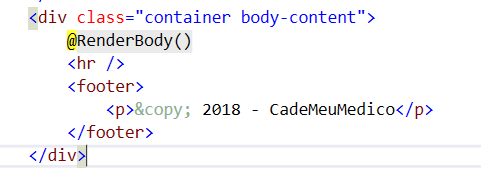 <div class="container body-content">
@RenderBody()
<hr />
<footer>
<p>&copy; 2018 - CadeMeuMedico</p>
</footer>
</div>